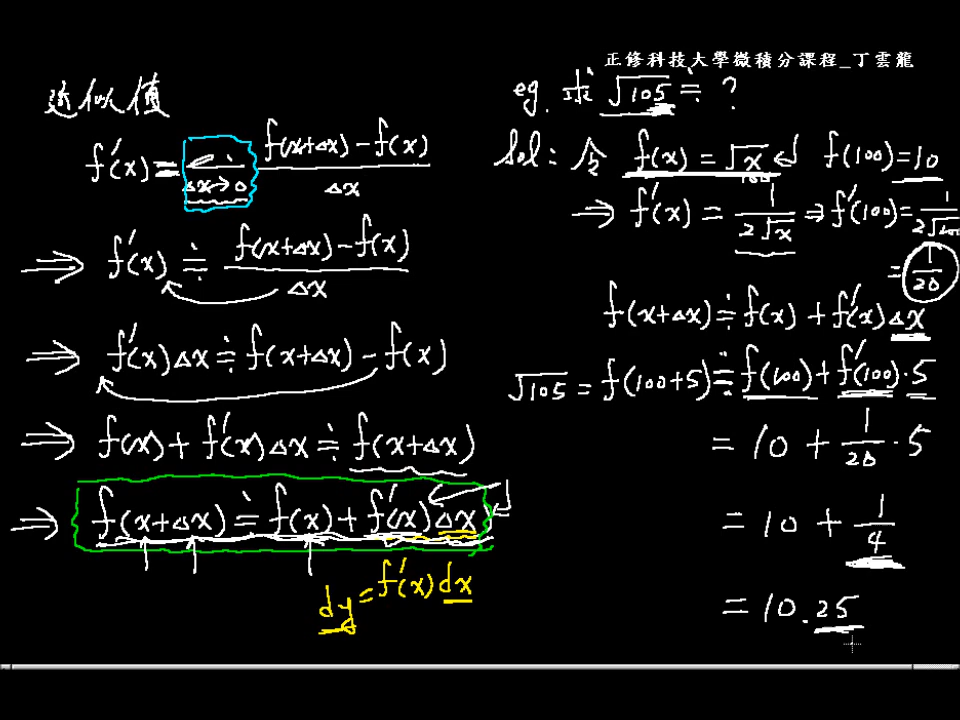 正修科技大學微積分課程_丁雲龍
近似值
f'(x) = lim Δx→0 (f(x+Δx) - f(x)) / Δx
⇒ f'(x) ≒ (f(x+Δx) - f(x)) / Δx
⇒ f'(x)Δx ≒ f(x+Δx) - f(x)
⇒ f(x) + f'(x)Δx ≒ f(x+Δx)
⇒ f(x+Δx) ≒ f(x) + f'(x)Δx
dy = f'(x)dx
eg. 求 √105 ≒ ?
Sol: 令 f(x) = √x f(100) = 10
⇒ f'(x) = 1/(2√x) ⇒ f'(100) = 1/(2√100)
= 1/20
f(x+Δx) ≒ f(x) + f'(x)Δx
√105 = f(100+5) ≒ f(100) + f'(100)·5
= 10 + 1/20 · 5
= 10 + 1/4
= 10.25